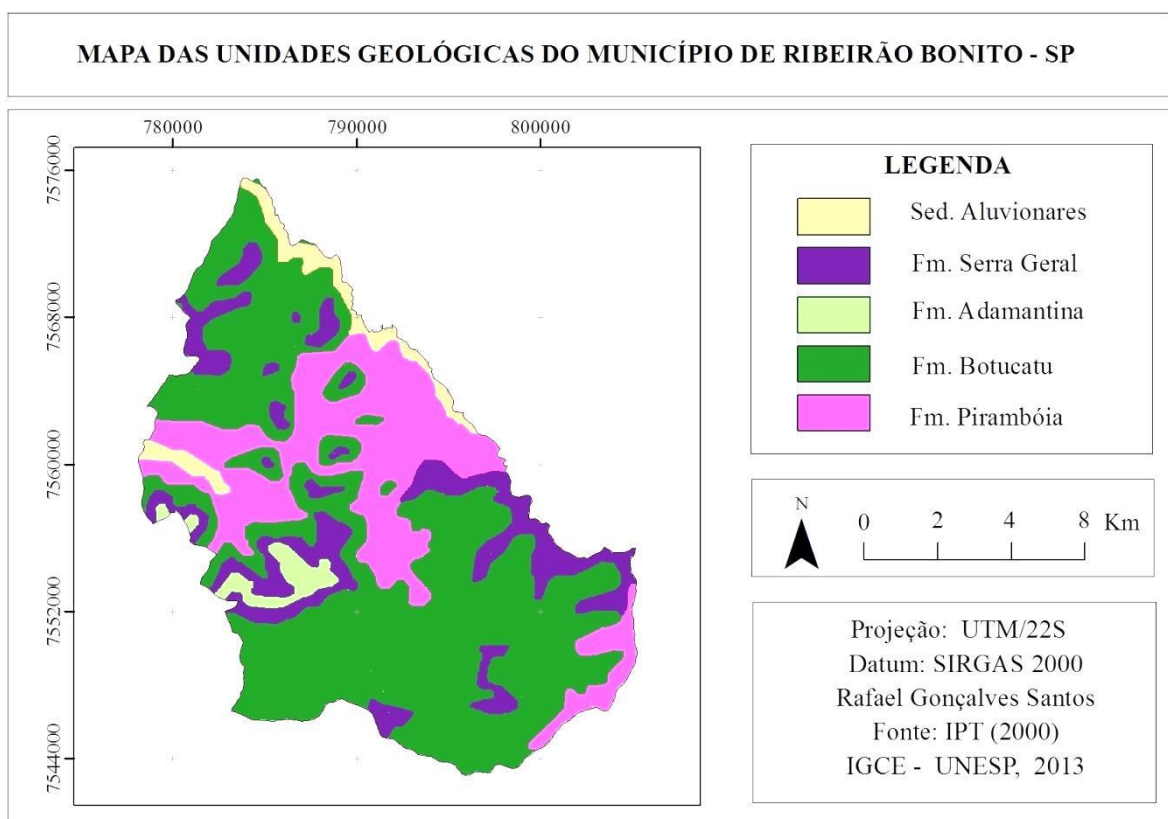 MAPA DAS UNIDADES GEOLÓGICAS DO MUNICÍPIO DE RIBEIRÃO BONITO - SP
780000 790000 800000
7576000
7568000
7560000
7552000
7544000
LEGENDA
Sed. Aluvionares
Fm. Serra Geral
Fm. Adamantina
Fm. Botucatu
Fm. Pirambóia
N
0 2 4 8 Km
Projeção: UTM/22S
Datum: SIRGAS 2000
Rafael Gonçalves Santos
Fonte: IPT (2000)
IGCE - UNESP, 2013